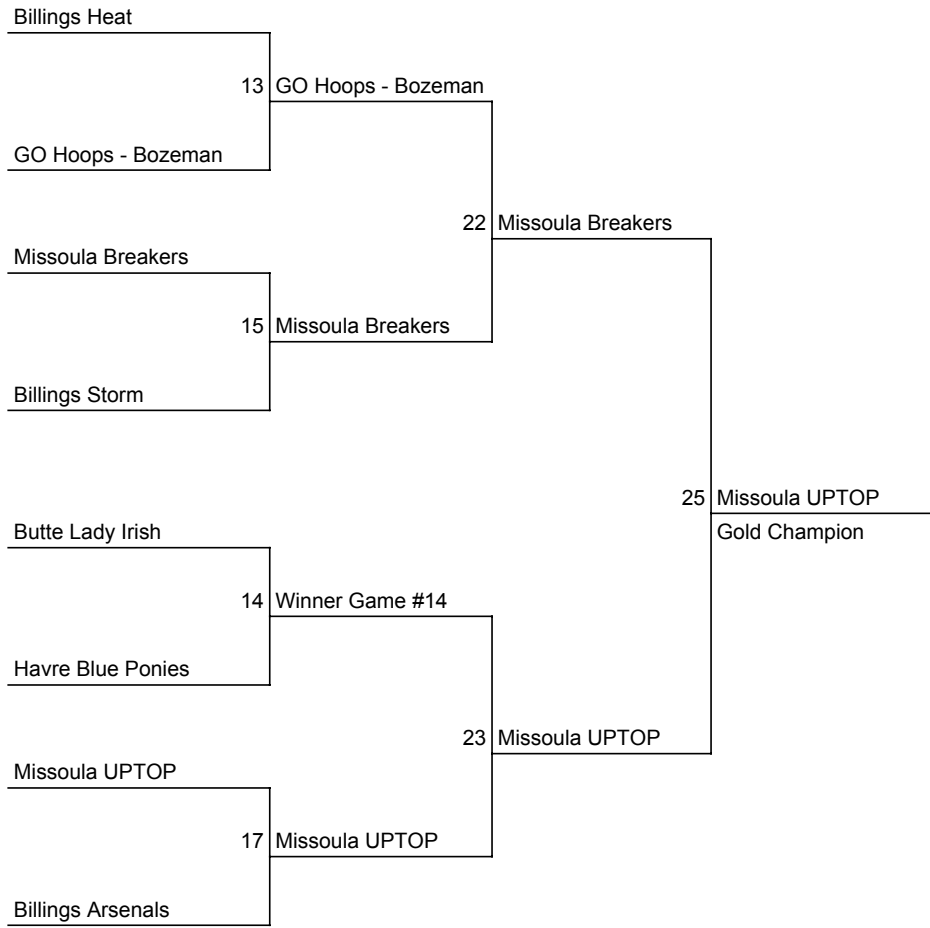 Billings Heat
13 GO Hoops - Bozeman
GO Hoops - Bozeman
22 Missoula Breakers
Missoula Breakers
15 Missoula Breakers
Billings Storm
25 Missoula UPTOP
Butte Lady Irish
Gold Champion
14 Winner Game #14
Havre Blue Ponies
23 Missoula UPTOP
Missoula UPTOP
17 Missoula UPTOP
Billings Arsenals